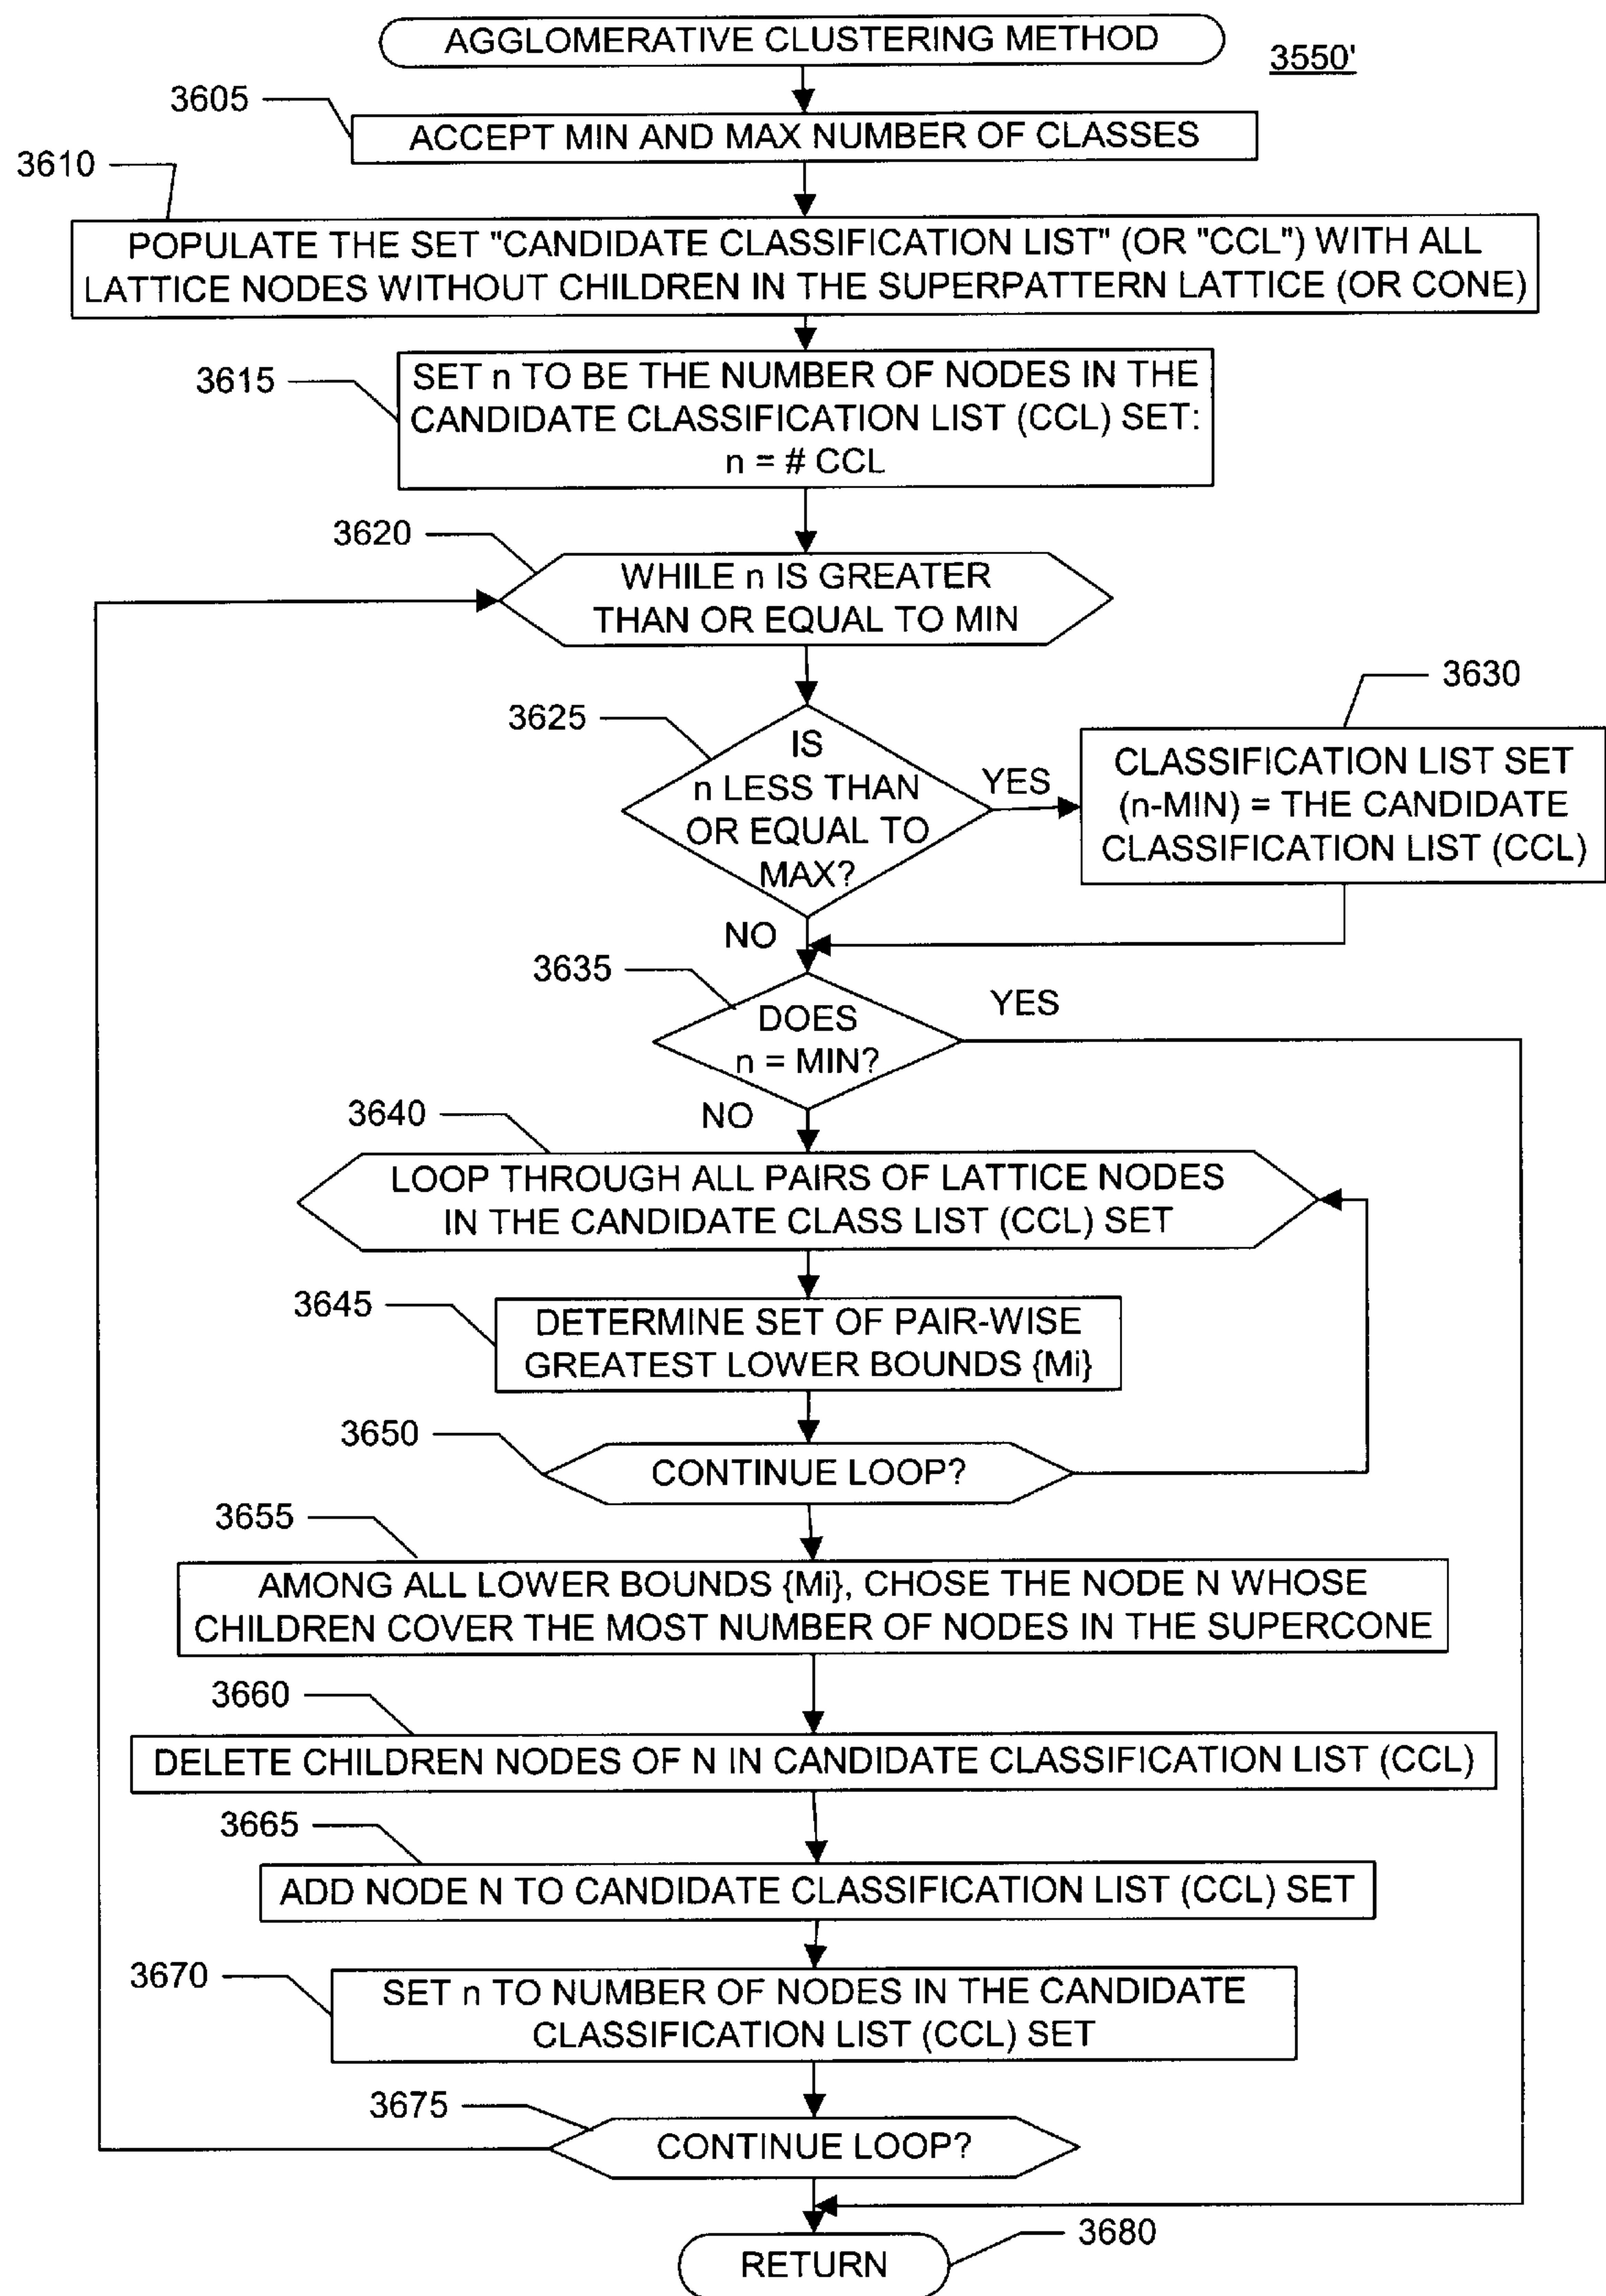 AGGLOMERATIVE CLUSTERING METHOD
3550'
3605
ACCEPT MIN AND MAX NUMBER OF CLASSES
3610
POPULATE THE SET "CANDIDATE CLASSIFICATION LIST" (OR "CCL") WITH ALL
LATTICE NODES WITHOUT CHILDREN IN THE SUPERPATTERN LATTICE (OR CONE)
3615
SET n TO BE THE NUMBER OF NODES IN THE
CANDIDATE CLASSIFICATION LIST (CCL) SET:
n = # CCL
3620
WHILE n IS GREATER
THAN OR EQUAL TO MIN
3625
IS
n LESS THAN
OR EQUAL TO
MAX?
YES
3630
CLASSIFICATION LIST SET
(n-MIN) = THE CANDIDATE
CLASSIFICATION LIST (CCL)
NO
3635
DOES
n = MIN?
YES
NO
3640
LOOP THROUGH ALL PAIRS OF LATTICE NODES
IN THE CANDIDATE CLASS LIST (CCL) SET
3645
DETERMINE SET OF PAIR-WISE
GREATEST LOWER BOUNDS {Mi}
3650
CONTINUE LOOP?
3655
AMONG ALL LOWER BOUNDS {Mi}, CHOSE THE NODE N WHOSE
CHILDREN COVER THE MOST NUMBER OF NODES IN THE SUPERCONE
3660
DELETE CHILDREN NODES OF N IN CANDIDATE CLASSIFICATION LIST (CCL)
3665
ADD NODE N TO CANDIDATE CLASSIFICATION LIST (CCL) SET
3670
SET n TO NUMBER OF NODES IN THE CANDIDATE
CLASSIFICATION LIST (CCL) SET
3675
CONTINUE LOOP?
3680
RETURN